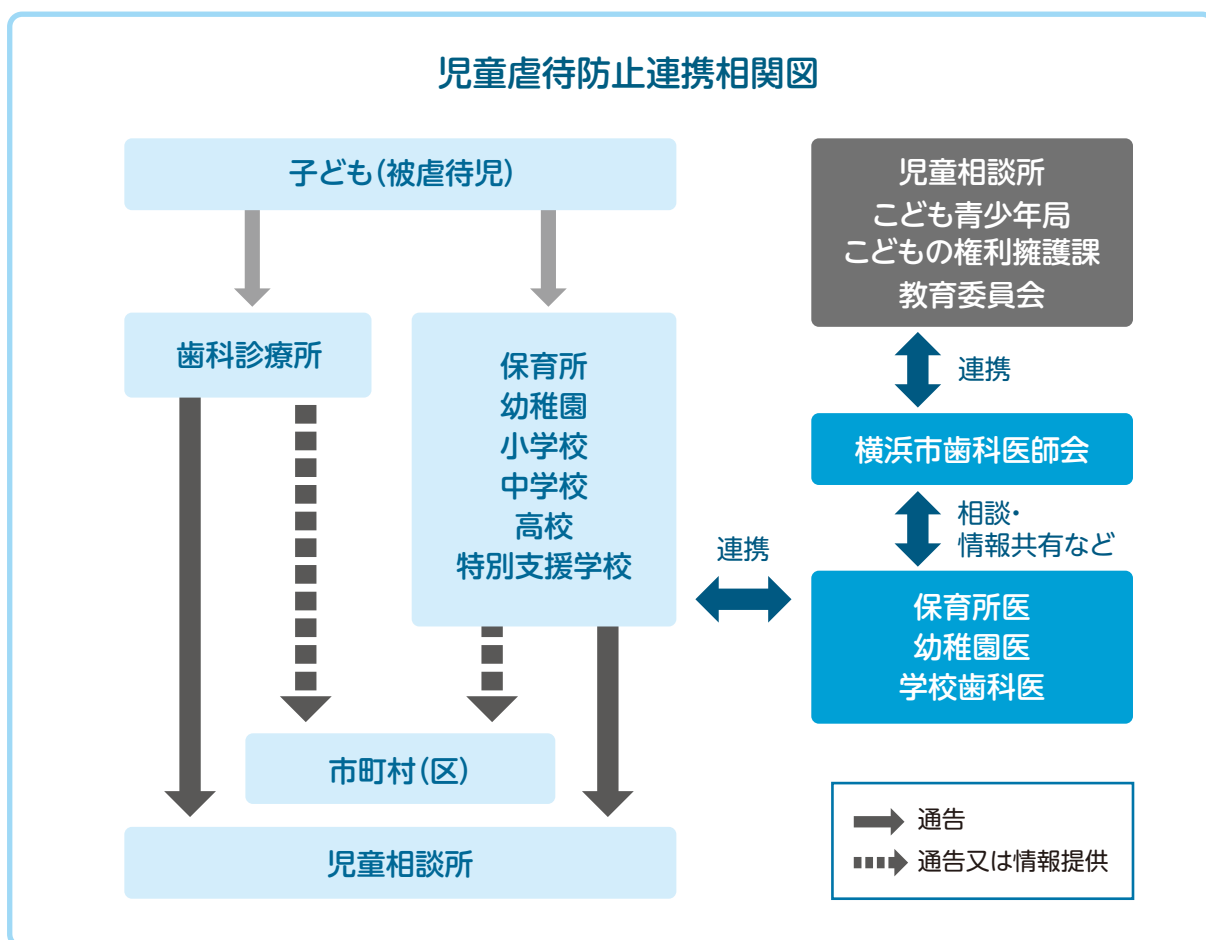 児童虐待防止連携相関図
子ども(被虐待児)
歯科診療所
保育所
幼稚園
小学校
中学校
高校
特別支援学校
市町村(区)
児童相談所
児童相談所
こども青少年局
こどもの権利擁護課
教育委員会
連携
横浜市歯科医師会
相談・
情報共有など
連携
保育所医
幼稚園医
学校歯科医
通告
通告又は情報提供